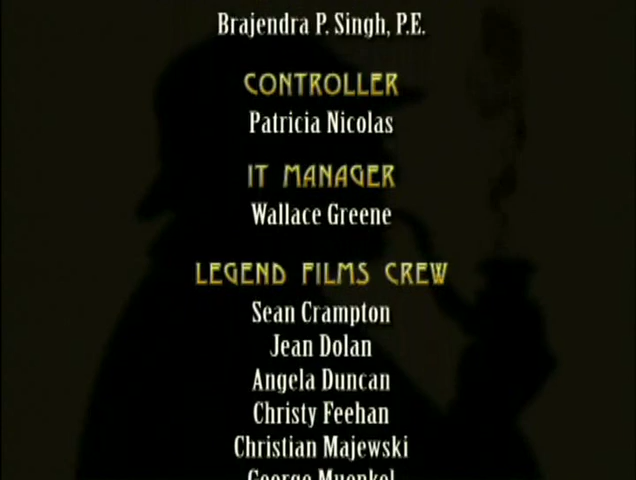 Brajendra P. Singh, P.E.
CONTROLLER
Patricia Nicolas
IT MANAGER
Wallace Greene
LEGEND FILMS CREW
Sean Crampton
Jean Dolan
Angela Duncan
Christy Feehan
Christian Majewski
George